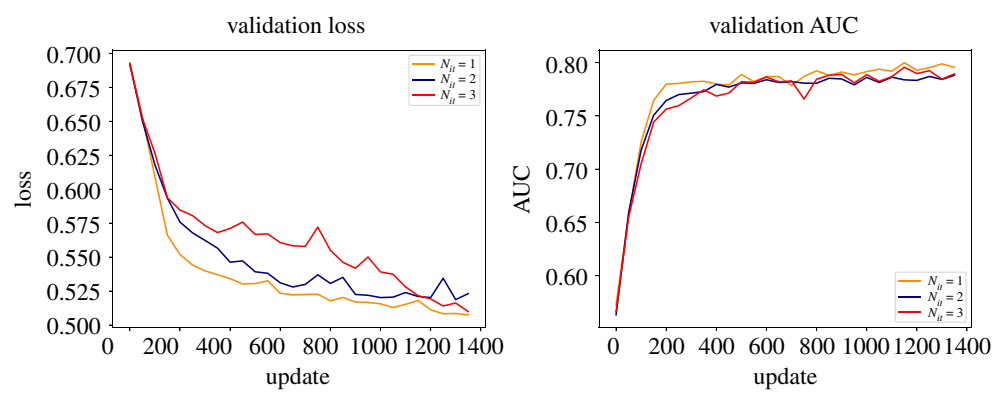 validation loss
0.700
0.675
0.650
0.625
0.600
0.575
0.550
0.525
0.500
loss
N_it = 1
N_it = 2
N_it = 3
0 200 400 600 800 1000 1200 1400
update
validation AUC
0.80
0.75
0.70
0.65
0.60
AUC
N_it = 1
N_it = 2
N_it = 3
0 200 400 600 800 1000 1200 1400
update